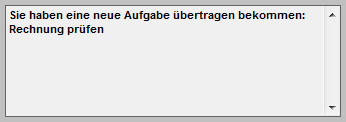 Sie haben eine neue Aufgabe übertragen bekommen:
Rechnung prüfen